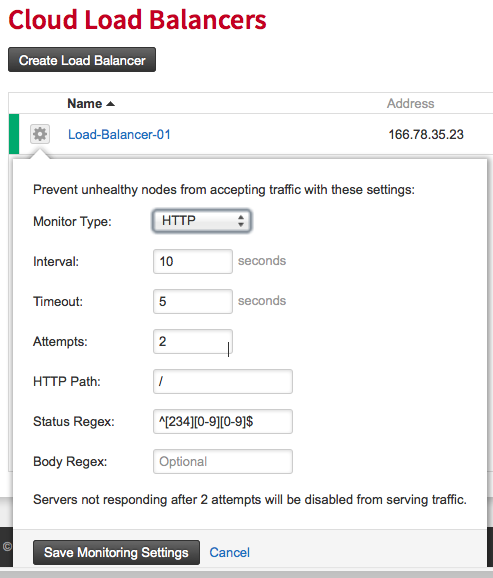 Cloud Load Balancers
Create Load Balancer
Name Address
Load-Balancer-01 166.78.35.23
Prevent unhealthy nodes from accepting traffic with these settings:
Monitor Type: HTTP
Interval: 10 seconds
Timeout: 5 seconds
Attempts: 2
HTTP Path: /
Status Regex: ^[234][0-9][0-9]$
Body Regex: Optional
Servers not responding after 2 attempts will be disabled from serving traffic.
© Save Monitoring Settings Cancel